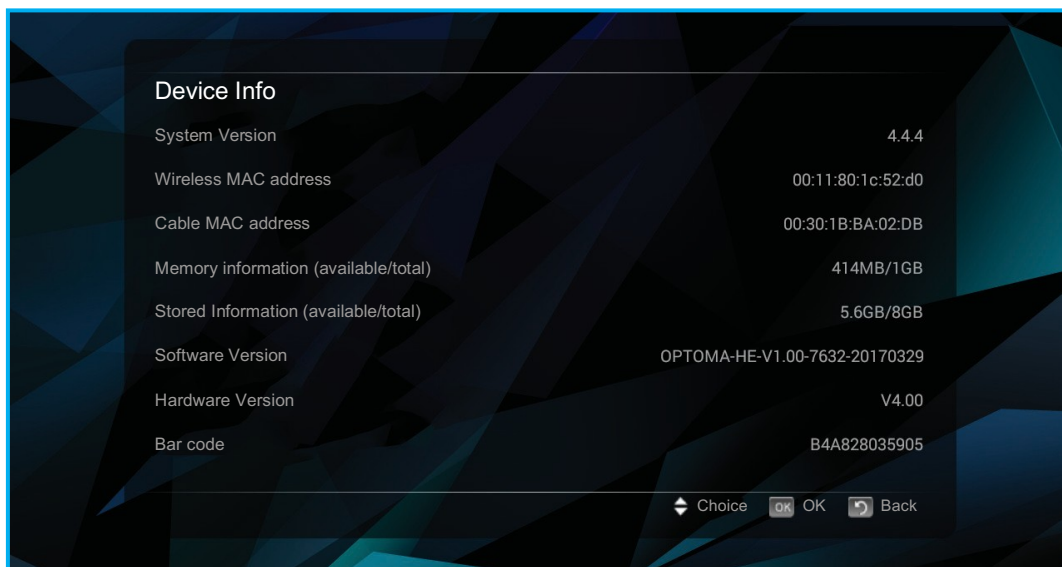 Device Info
System Version 4.4.4
Wireless MAC address 00:11:80:1c:52:d0
Cable MAC address 00:30:1B:BA:02:DB
Memory information (available/total) 414MB/1GB
Stored Information (available/total) 5.6GB/8GB
Software Version OPTOMA-HE-V1.00-7632-20170329
Hardware Version V4.00
Bar code B4A828035905
Choice OK OK Back